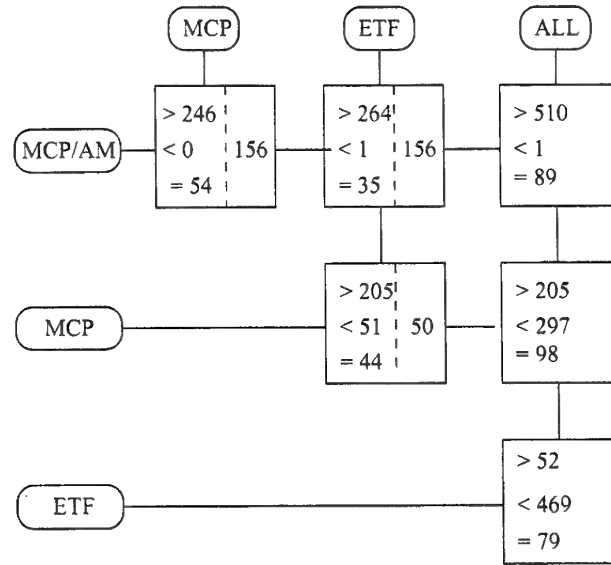 MCP ETF ALL
> 246 > 264 > 510
MCP/AM < 0 156 < 1 156 < 1
= 54 = 35 = 89
> 205 > 205
MCP < 51 50 < 297
= 44 = 98
> 52
ETF < 469
= 79